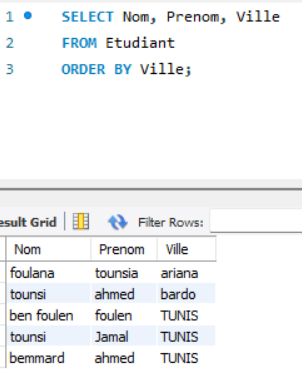 1 SELECT Nom, Prenom, Ville
2 FROM Etudiant
3 ORDER BY Ville;
esult Grid Filter Rows:
Nom Prenom Ville
foulana tounsia ariana
tounsi ahmed bardo
ben foulen foulen TUNIS
tounsi Jamal TUNIS
bemmard ahmed TUNIS